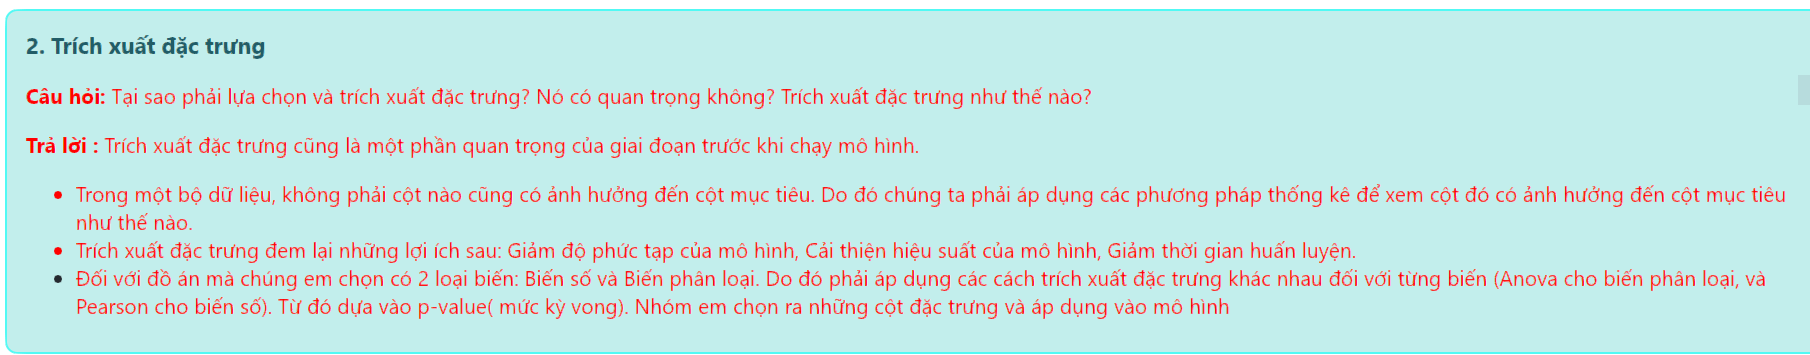 2. Trích xuất đặc trưng
Câu hỏi: Tại sao phải lựa chọn và trích xuất đặc trưng? Nó có quan trọng không? Trích xuất đặc trưng như thế nào?
Trả lời : Trích xuất đặc trưng cũng là một phần quan trọng của giai đoạn trước khi chạy mô hình.
Trong một bộ dữ liệu, không phải cột nào cũng có ảnh hưởng đến cột mục tiêu. Do đó chúng ta phải áp dụng các phương pháp thống kê để xem cột đó có ảnh hưởng đến cột mục tiêu
như thế nào.
Trích xuất đặc trưng đem lại những lợi ích sau: Giảm độ phức tạp của mô hình, Cải thiện hiệu suất của mô hình, Giảm thời gian huấn luyện.
Đối với đồ án mà chúng em chọn có 2 loại biến: Biến số và Biến phân loại. Do đó phải áp dụng các cách trích xuất đặc trưng khác nhau đối với từng biến (Anova cho biến phân loại, và
Pearson cho biến số). Từ đó dựa vào p-value( mức kỳ vong). Nhóm em chọn ra những cột đặc trưng và áp dụng vào mô hình